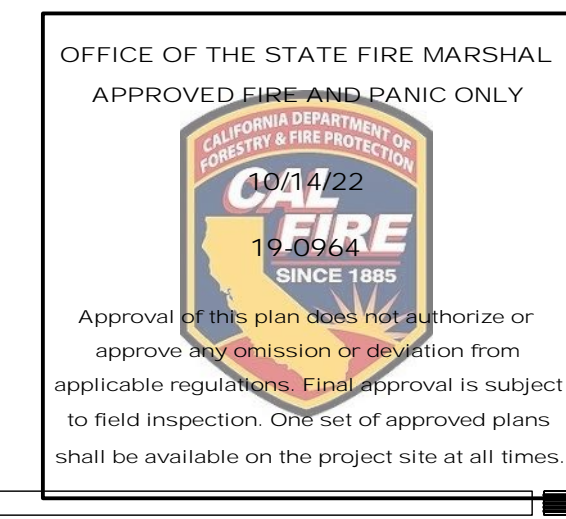 OFFICE OF THE STATE FIRE MARSHAL
APPROVED FIRE AND PANIC ONLY
CALIFORNIA DEPARTMENT OF
FORESTRY & FIRE PROTECTION
CAL
10/14/22
FIRE
19-0964
SINCE 1885
Approval of this plan does not authorize or
approve any omission or deviation from
applicable regulations. Final approval is subject
to field inspection. One set of approved plans
shall be available on the project site at all times.